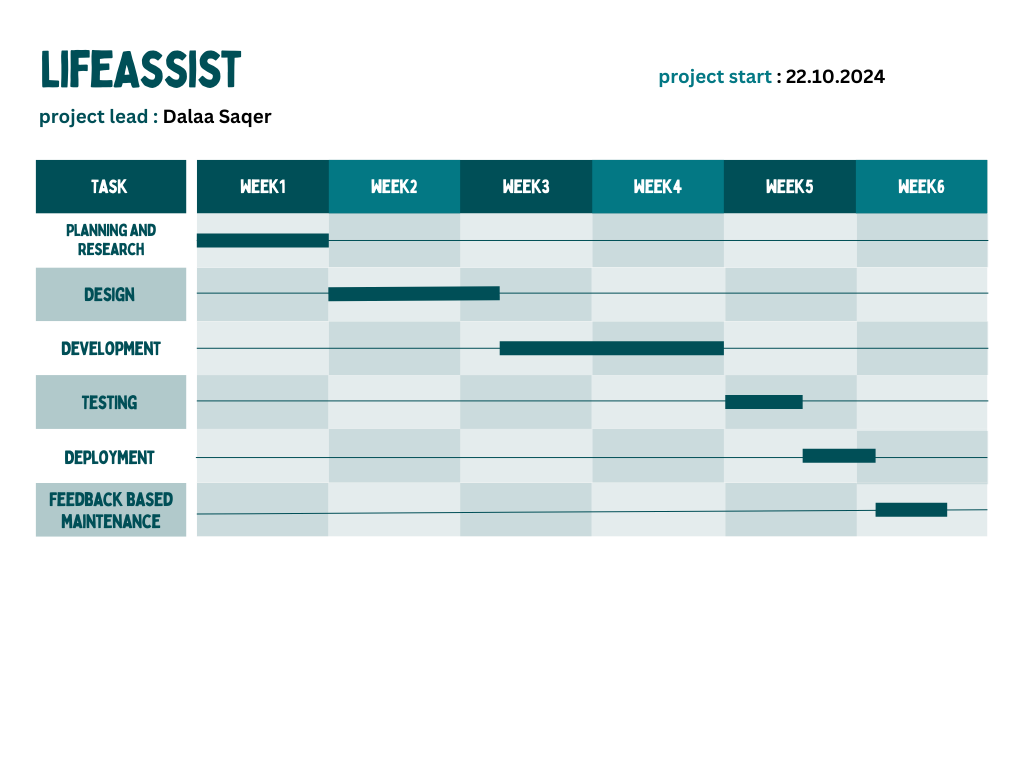 LIFEASSIST
project start : 22.10.2024
project lead : Dalaa Saqer
TASK WEEK1 WEEK2 WEEK3 WEEK4 WEEK5 WEEK6
PLANNING AND
RESEARCH
DESIGN
DEVELOPMENT
TESTING
DEPLOYMENT
FEEDBACK BASED
MAINTENANCE